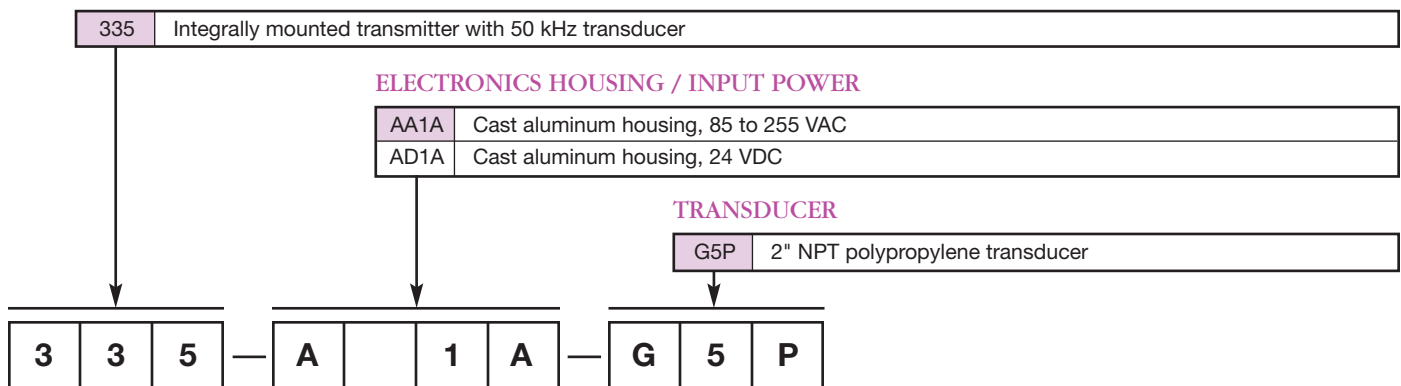 335 Integrally mounted transmitter with 50 kHz transducer
ELECTRONICS HOUSING / INPUT POWER
AA1A Cast aluminum housing, 85 to 255 VAC
AD1A Cast aluminum housing, 24 VDC
TRANSDUCER
G5P 2" NPT polypropylene transducer
3 3 5 — A 1 A — G 5 P